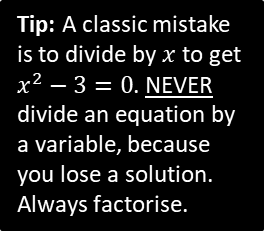 Tip: A classic mistake
is to divide by x to get
x² − 3 = 0. NEVER
divide an equation by
a variable, because
you lose a solution.
Always factorise.